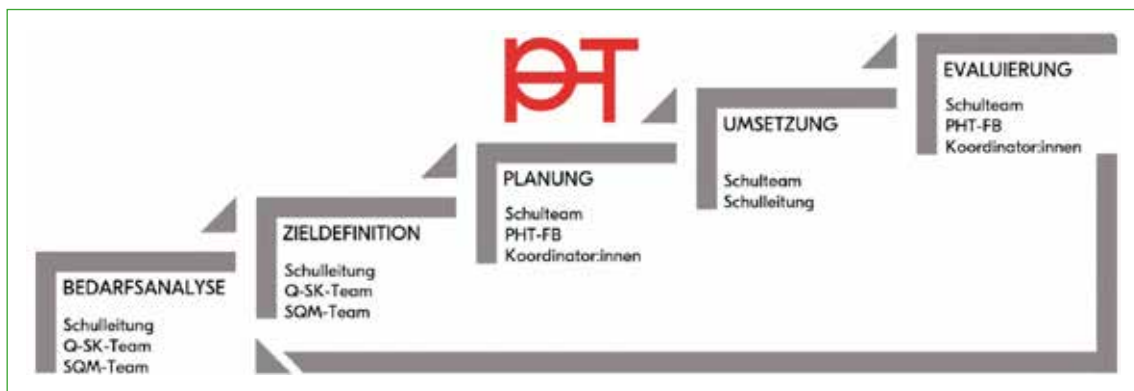 PHT
BEDARFSANALYSE
Schulleitung
Q-SK-Team
SQM-Team
ZIELDEFINITION
Schulleitung
Q-SK-Team
SQM-Team
PLANUNG
Schulteam
PHT-FB
Koordinator:innen
UMSETZUNG
Schulteam
Schulleitung
EVALUIERUNG
Schulteam
PHT-FB
Koordinator:innen